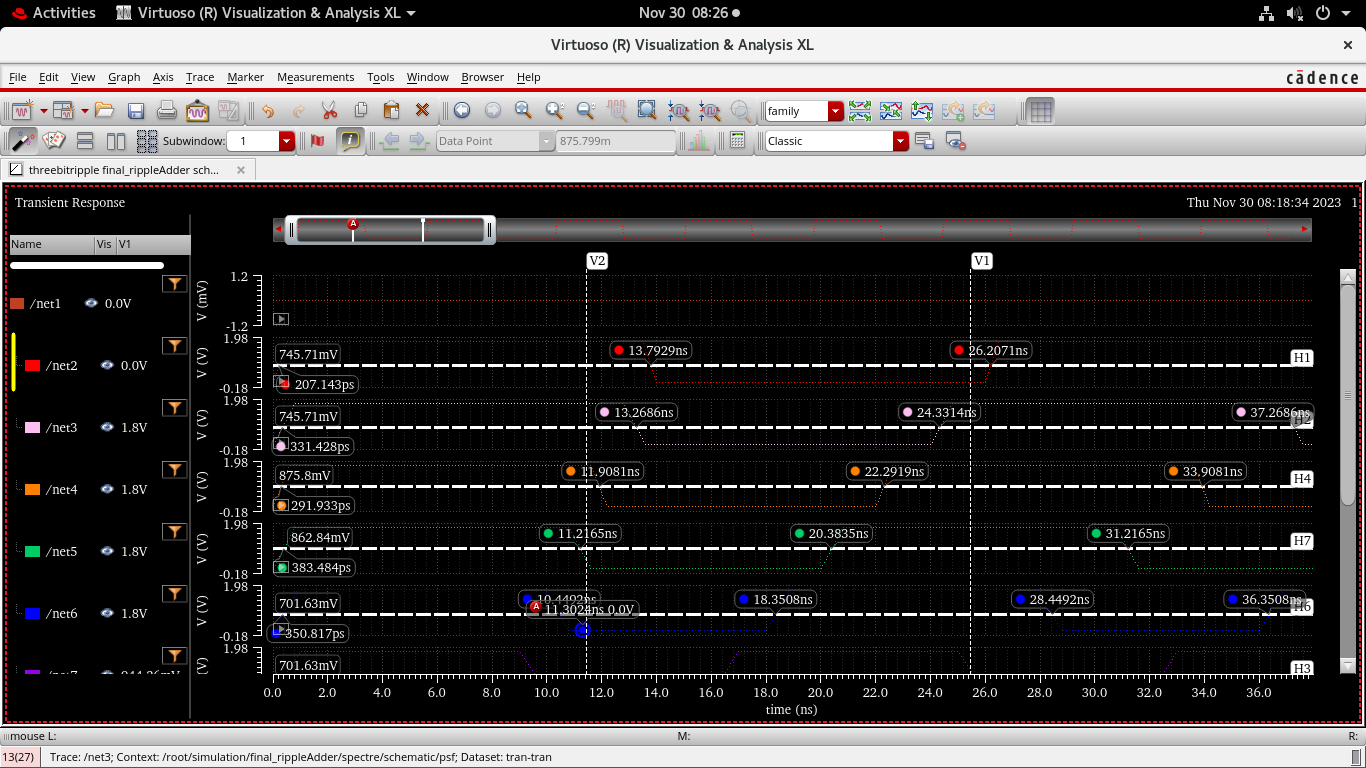 Activities Virtuoso (R) Visualization & Analysis XL Nov 30 08:26
Virtuoso (R) Visualization & Analysis XL
File Edit View Graph Axis Trace Marker Measurements Tools Window Browser Help cādence
family
Subwindow: 1 Data Point 875.799m Classic
threebitripple final_rippleAdder sch...
Transient Response Thu Nov 30 08:18:34 2023 1
A
Name Vis V1
V2 V1
/net1 0.0V V (mV) 1.2 -1.2
/net2 0.0V V (V) 1.98 -0.18 745.71mV 207.143ps 13.7929ns 26.2071ns H1
/net3 1.8V V (V) 1.98 -0.18 745.71mV 331.428ps 13.2686ns 24.3314ns 37.2686ns H2
/net4 1.8V V (V) 1.98 -0.18 875.8mV 291.933ps 11.9081ns 22.2919ns 33.9081ns H4
/net5 1.8V V (V) 1.98 -0.18 862.84mV 383.484ps 11.2165ns 20.3835ns 31.2165ns H7
/net6 1.8V V (V) 1.98 -0.18 701.63mV 350.817ps 10.4492ns A 11.3024ns 0.0V 18.3508ns 28.4492ns 36.3508ns H6
1.98 701.63mV H3
0.0 2.0 4.0 6.0 8.0 10.0 12.0 14.0 16.0 18.0 20.0 22.0 24.0 26.0 28.0 30.0 32.0 34.0 36.0
time (ns)
mouse L: M: R:
13(27) Trace: /net3; Context: /root/simulation/final_rippleAdder/spectre/schematic/psf; Dataset: tran-tran